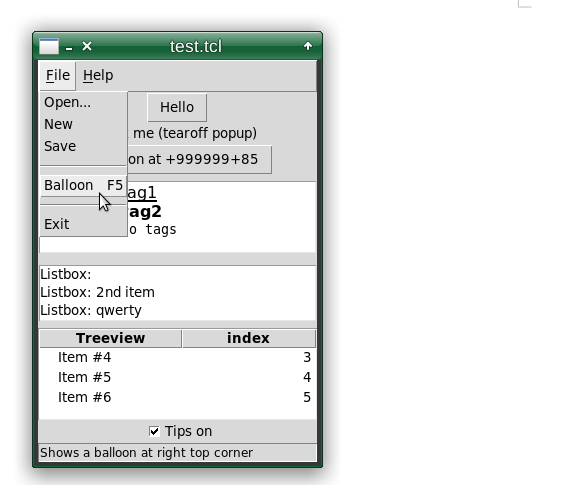 test.tcl
File Help
Open...
New
Save
Balloon F5
Exit
Hello
me (tearoff popup)
on at +999999+85
ag1
ag2
o tags
Listbox:
Listbox: 2nd item
Listbox: qwerty
Treeview index
Item #4 3
Item #5 4
Item #6 5
Tips on
Shows a balloon at right top corner